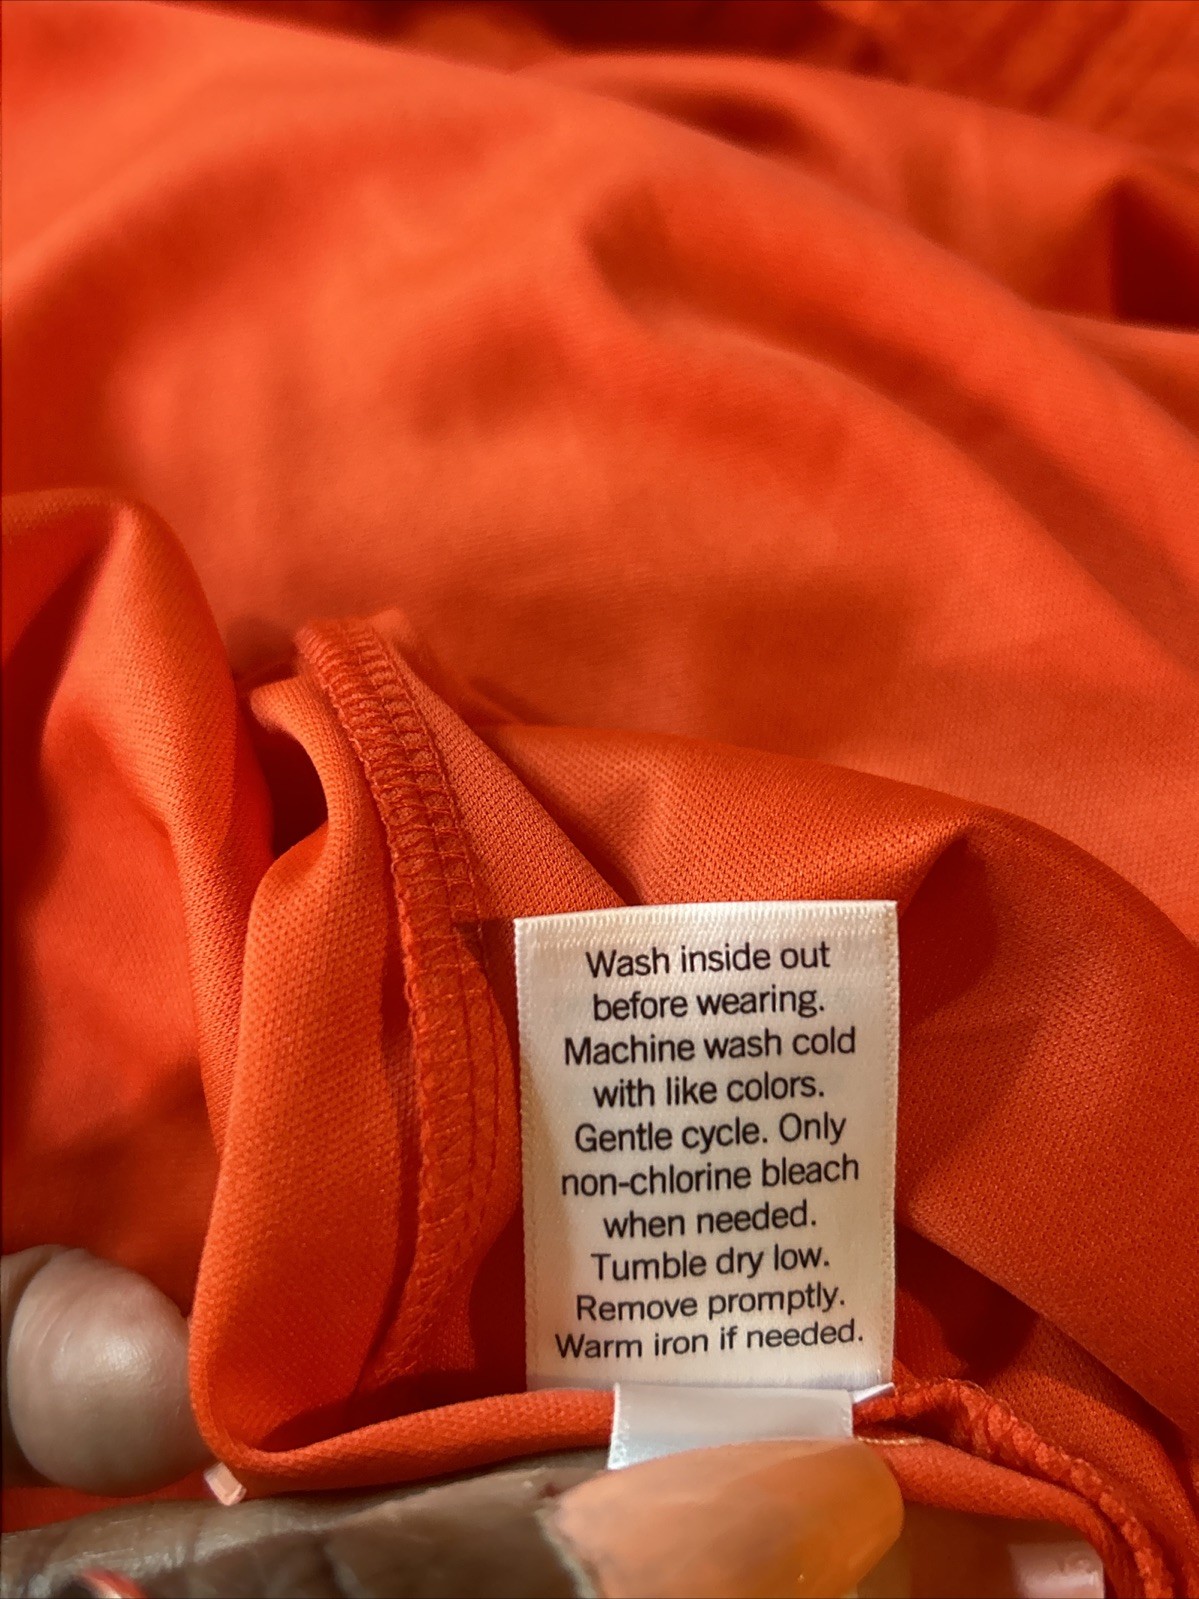 Wash inside out
before wearing.
Machine wash cold
with like colors.
Gentle cycle. Only
non-chlorine bleach
when needed.
Tumble dry low.
Remove promptly.
Warm iron if needed.